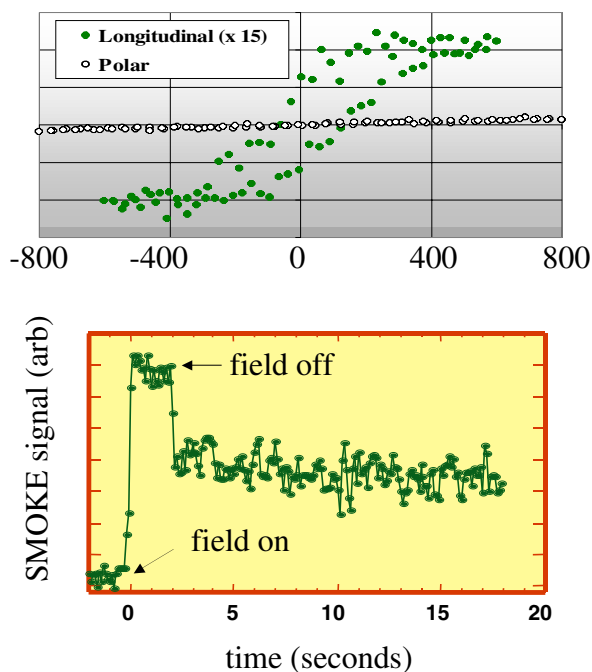 Longitudinal (x 15)
Polar
-800 -400 0 400 800
SMOKE signal (arb)
field off
field on
0 5 10 15 20
time (seconds)